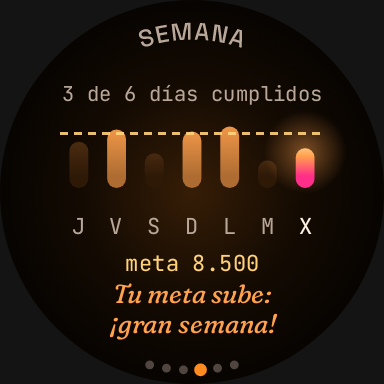 SEMANA
3 de 6 días cumplidos
J V S D L M X
meta 8.500
Tu meta sube:
¡gran semana!